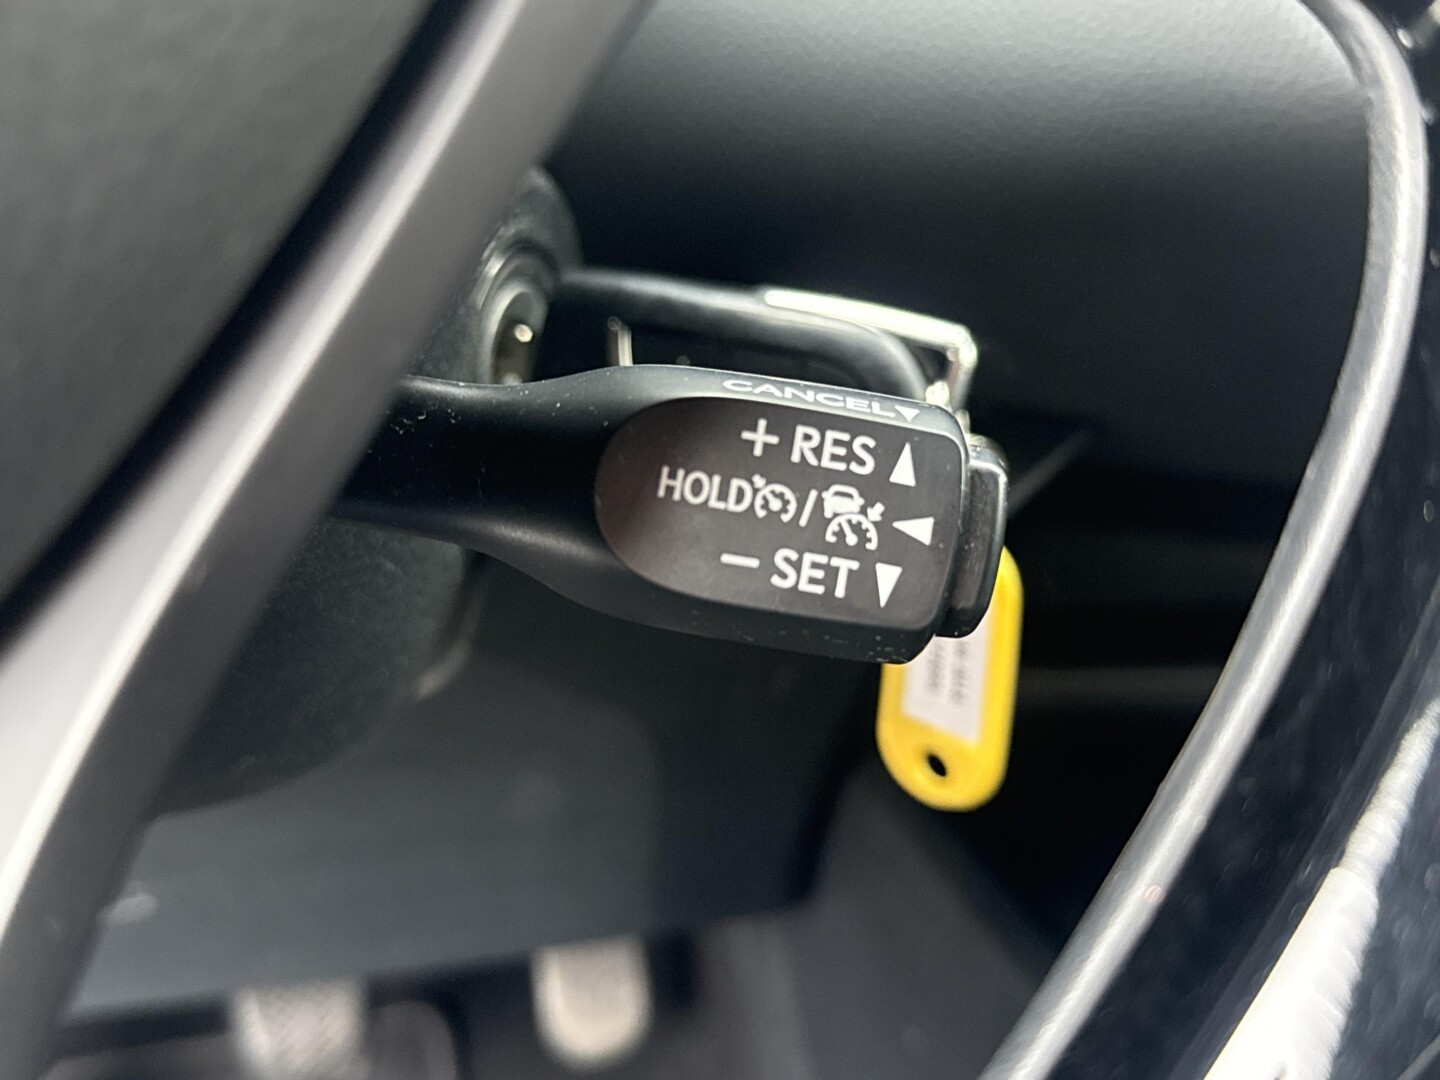 CANCEL▼
+ RES ▲
HOLD / ◀
− SET ▼